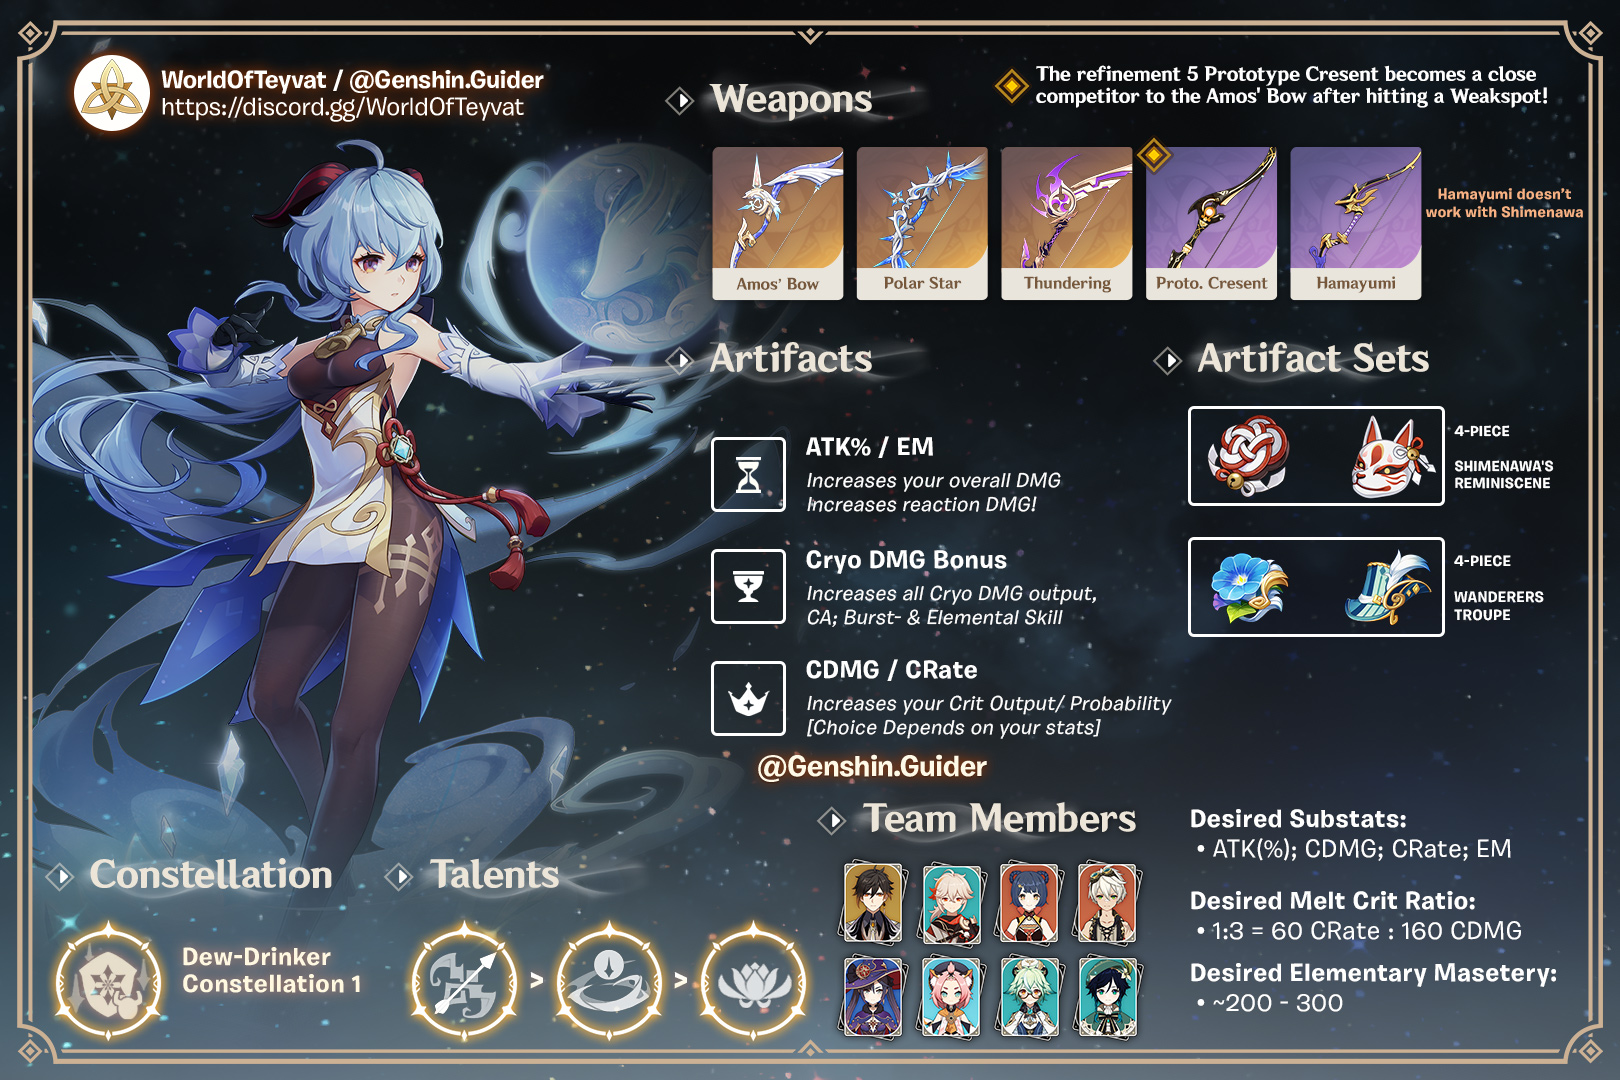 WorldOfTeyvat / @Genshin.Guider
https://discord.gg/WorldOfTeyvat
Weapons
The refinement 5 Prototype Cresent becomes a close
competitor to the Amos' Bow after hitting a Weakspot!
Amos' Bow
Polar Star
Thundering
Proto. Cresent
Hamayumi
Hamayumi doesn't
work with Shimenawa
Artifacts
ATK% / EM
Increases your overall DMG
Increases reaction DMG!
Cryo DMG Bonus
Increases all Cryo DMG output,
CA; Burst- & Elemental Skill
CDMG / CRate
Increases your Crit Output/ Probability
[Choice Depends on your stats]
@Genshin.Guider
Artifact Sets
4-PIECE
SHIMENAWA'S
REMINISCENE
4-PIECE
WANDERERS
TROUPE
Constellation
Dew-Drinker
Constellation 1
Talents
> >
Team Members
Desired Substats:
• ATK(%); CDMG; CRate; EM
Desired Melt Crit Ratio:
• 1:3 = 60 CRate : 160 CDMG
Desired Elementary Masetery:
• ~200 - 300